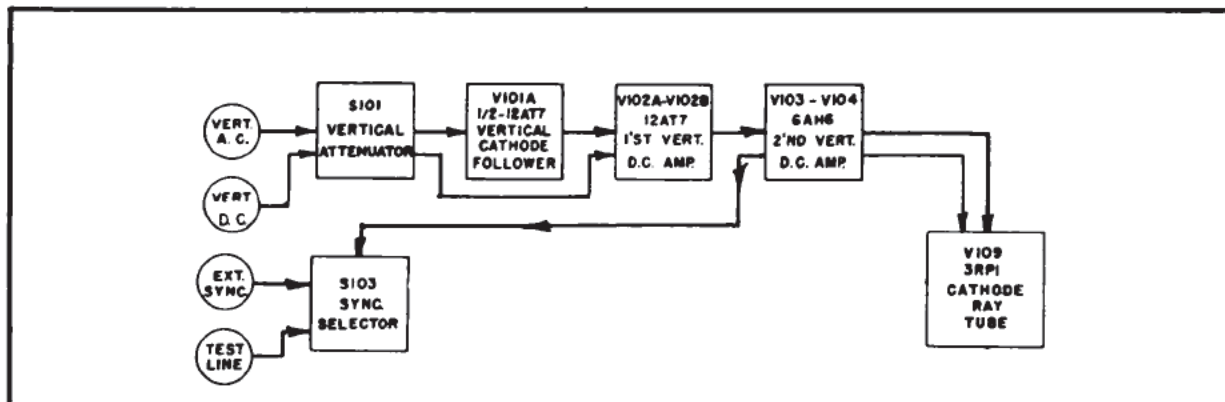 VERT.
A. C.
VERT
D. C.
S101
VERTICAL
ATTENUATOR
V101A
1/2-12AT7
VERTICAL
CATHODE
FOLLOWER
V102A-V102B
12AT7
1'ST VERT.
D.C. AMP.
V103 - V104
6AH6
2'ND VERT.
D.C. AMP.
EXT.
SYNC.
TEST
LINE
S103
SYNC.
SELECTOR
V109
3RP1
CATHODE
RAY
TUBE